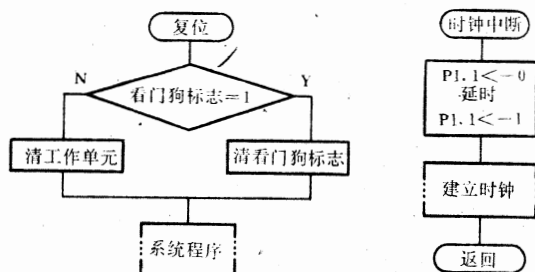 复位
N
Y
看门狗标志=1
清工作单元
清看门狗标志
系统程序
时钟中断
P1.1<-0
延时
P1.1<-1
建立时钟
返回